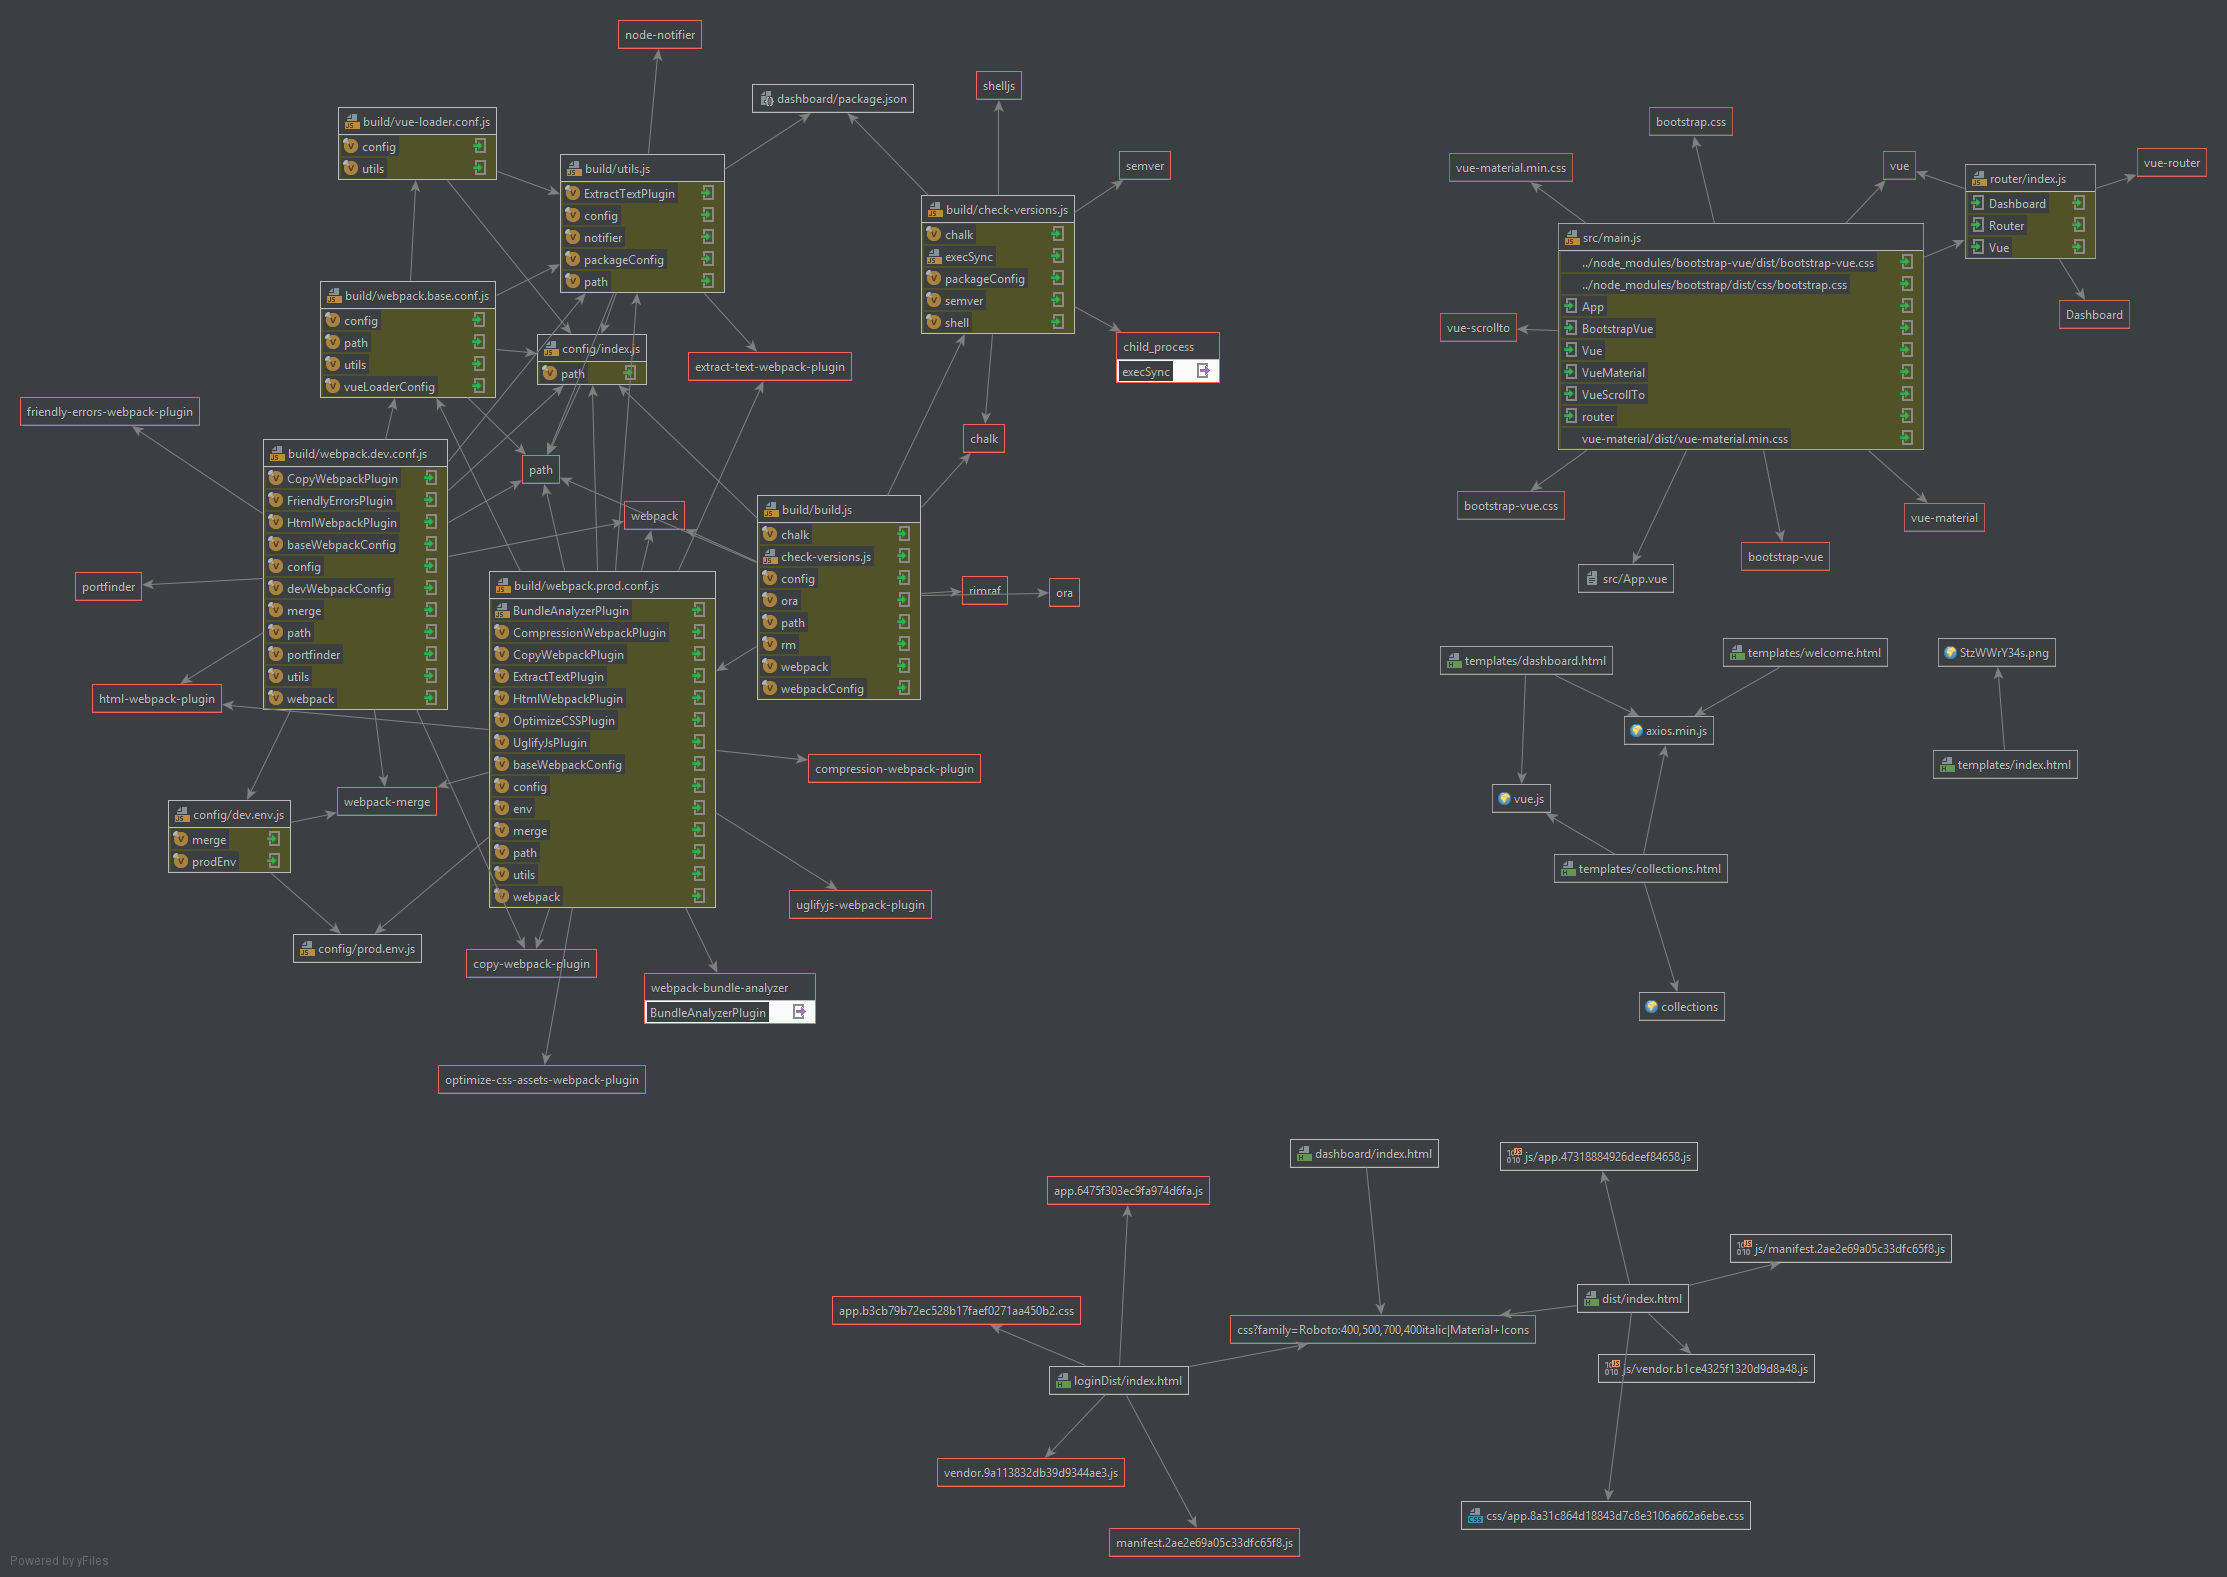 node-notifier
shelljs
dashboard/package.json
build/vue-loader.conf.js
config
utils
build/utils.js
ExtractTextPlugin
config
notifier
packageConfig
path
semver
build/check-versions.js
chalk
execSync
packageConfig
semver
shell
build/webpack.base.conf.js
config
path
utils
vueLoaderConfig
config/index.js
path
extract-text-webpack-plugin
child_process
execSync
friendly-errors-webpack-plugin
chalk
build/webpack.dev.conf.js
CopyWebpackPlugin
FriendlyErrorsPlugin
HtmlWebpackPlugin
baseWebpackConfig
config
devWebpackConfig
merge
path
portfinder
utils
webpack
path
webpack
build/build.js
chalk
check-versions.js
config
ora
path
rm
webpack
webpackConfig
portfinder
rimraf
ora
build/webpack.prod.conf.js
BundleAnalyzerPlugin
CompressionWebpackPlugin
CopyWebpackPlugin
ExtractTextPlugin
HtmlWebpackPlugin
OptimizeCSSPlugin
UglifyJsPlugin
baseWebpackConfig
config
env
merge
path
utils
webpack
html-webpack-plugin
compression-webpack-plugin
webpack-merge
config/dev.env.js
merge
prodEnv
uglifyjs-webpack-plugin
config/prod.env.js
copy-webpack-plugin
webpack-bundle-analyzer
BundleAnalyzerPlugin
optimize-css-assets-webpack-plugin
bootstrap.css
vue-material.min.css
vue
vue-router
router/index.js
Dashboard
Router
Vue
src/main.js
../node_modules/bootstrap-vue/dist/bootstrap-vue.css
../node_modules/bootstrap/dist/css/bootstrap.css
App
BootstrapVue
Vue
VueMaterial
VueScrollTo
router
vue-material/dist/vue-material.min.css
Dashboard
vue-scrollto
bootstrap-vue.css
vue-material
bootstrap-vue
src/App.vue
templates/dashboard.html
templates/welcome.html
StzWWrY34s.png
axios.min.js
templates/index.html
vue.js
templates/collections.html
collections
dashboard/index.html
js/app.47318884926deef84658.js
app.6475f303ec9fa974d6fa.js
js/manifest.2ae2e69a05c33dfc65f8.js
dist/index.html
app.b3cb79b72ec528b17faef0271aa450b2.css
css?family=Roboto:400,500,700,400italic|Material+Icons
js/vendor.b1ce4325f1320d9d8a48.js
loginDist/index.html
vendor.9a113832db39d9344ae3.js
css/app.8a31c864d18843d7c8e3106a662a6ebe.css
manifest.2ae2e69a05c33dfc65f8.js
Powered by yFiles